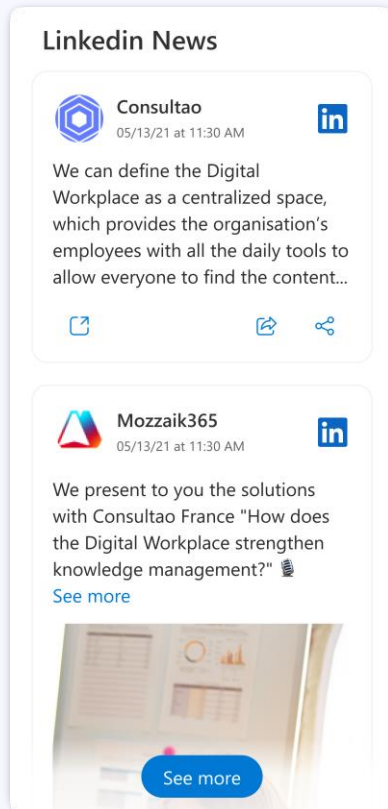 Linkedin News
Consultao
in
05/13/21 at 11:30 AM
We can define the Digital
Workplace as a centralized space,
which provides the organisation's
employees with all the daily tools to
allow everyone to find the content...
Mozzaik365
in
05/13/21 at 11:30 AM
We present to you the solutions
with Consultao France "How does
the Digital Workplace strengthen
knowledge management?" 🎙
See more
See more